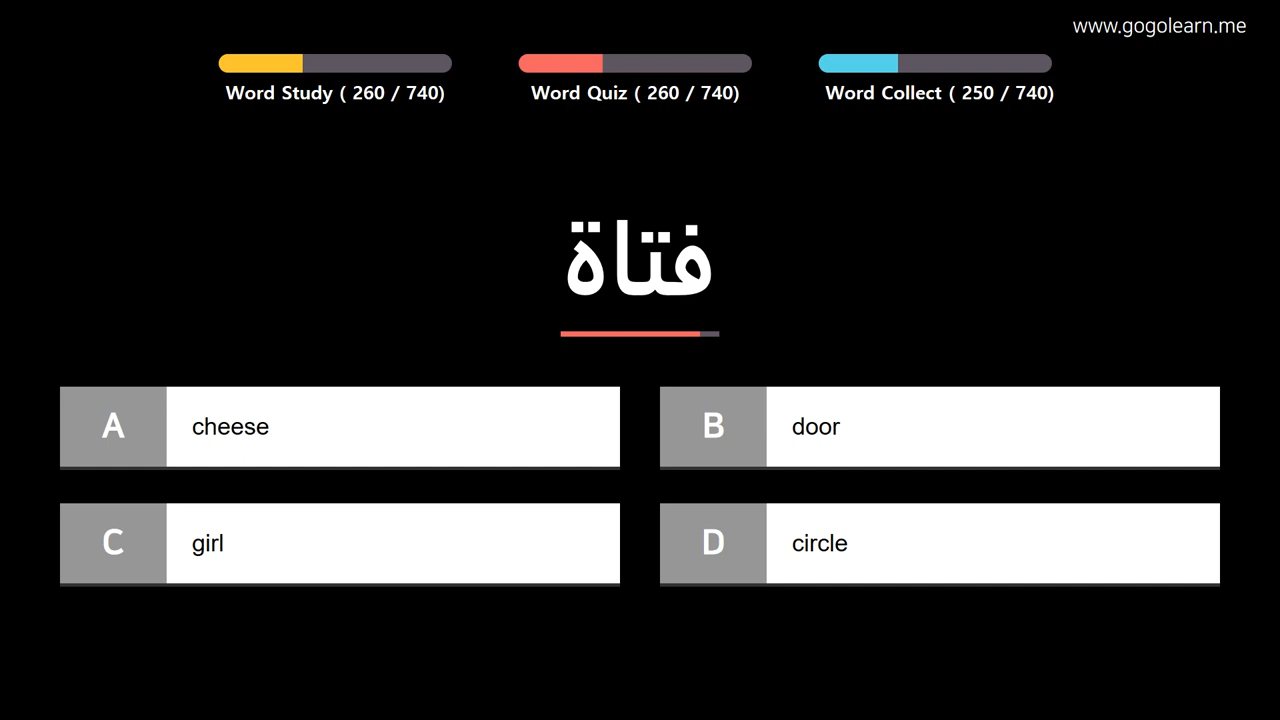 www.gogolearn.me
Word Study ( 260 / 740)
Word Quiz ( 260 / 740)
Word Collect ( 250 / 740)
فتاة
A cheese
B door
C girl
D circle